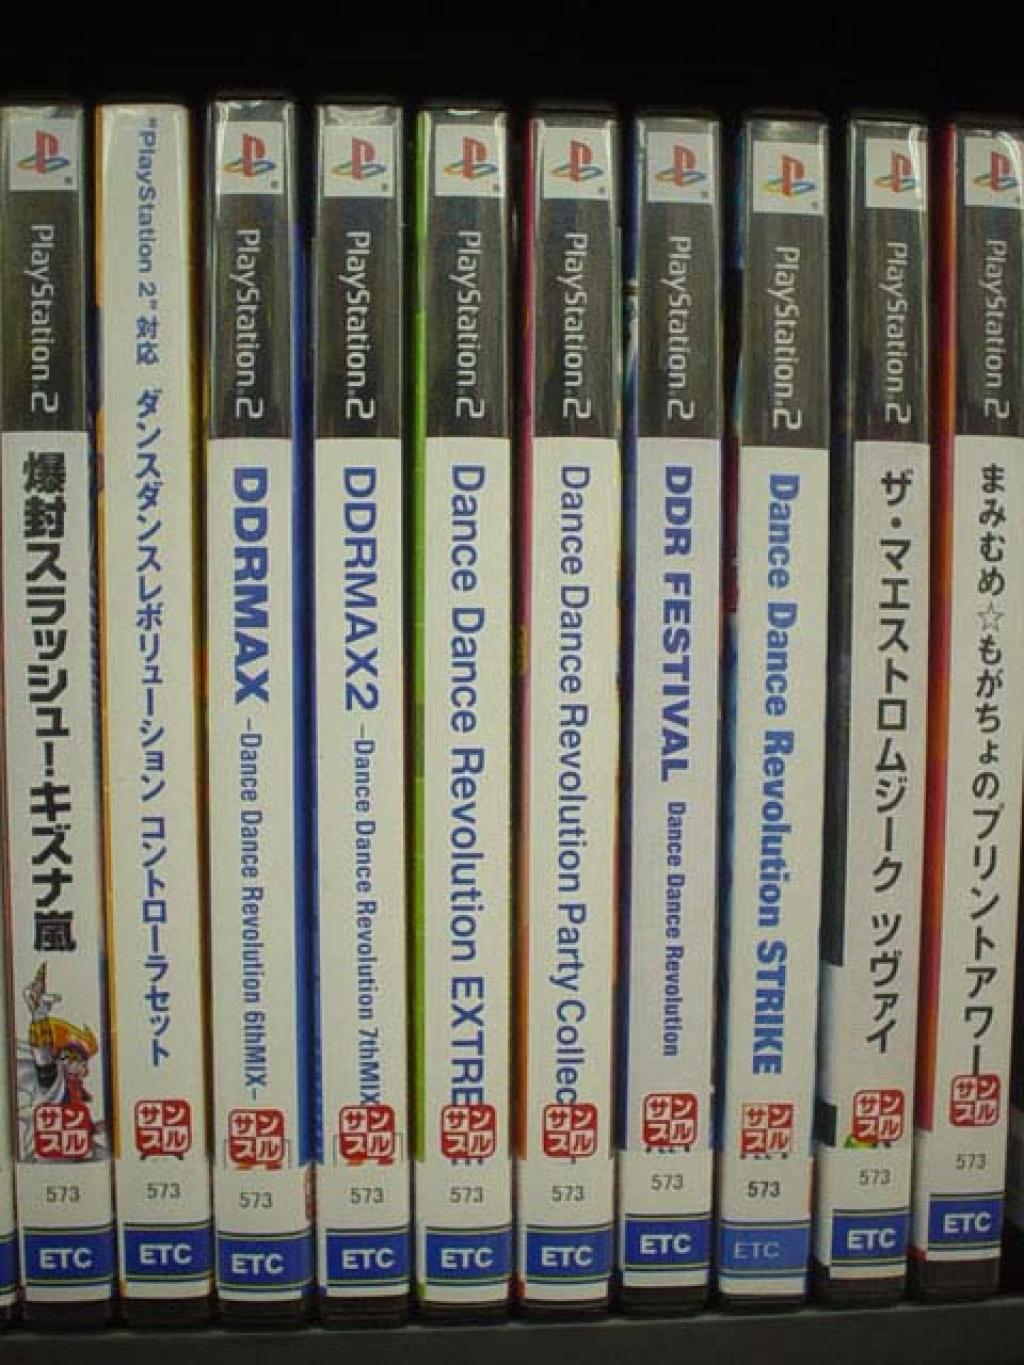 PlayStation.2
爆封スラッシュ!キズナ嵐
サンスル
573
ETC
"PlayStation 2"対応 ダンスダンスレボリューション コントローラセット
サンスル
573
ETC
PlayStation.2
DDRMAX -Dance Dance Revolution 6thMIX-
サンスル
573
ETC
PlayStation.2
DDRMAX2 -Dance Dance Revolution 7thMIX
サンスル
573
ETC
PlayStation.2
Dance Dance Revolution EXTRE
サンスル
573
ETC
PlayStation.2
Dance Dance Revolution Party Collec
サンスル
573
ETC
PlayStation.2
DDR FESTIVAL Dance Dance Revolution
サンスル
573
ETC
PlayStation.2
Dance Dance Revolution STRIKE
サンスル
573
ETC
PlayStation.2
ザ・マエストロムジーク ツヴァイ
サンスル
573
ETC
PlayStation.2
まみむめ☆もがちょのプリントアワー
サンスル
573
ETC